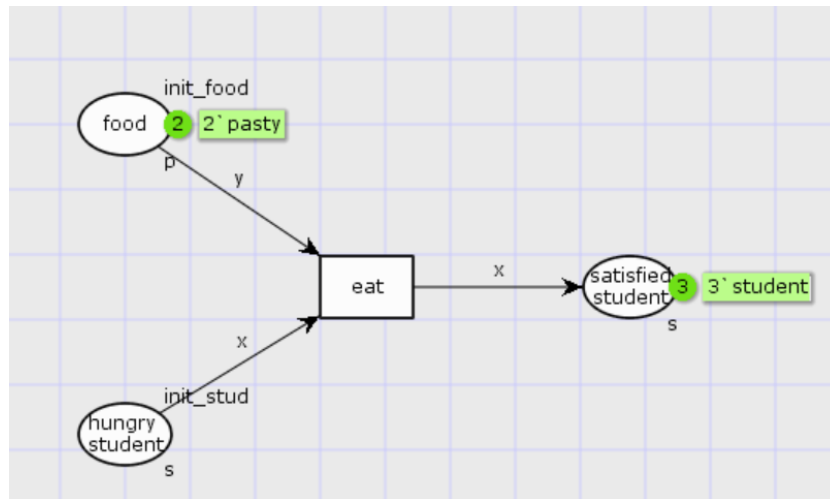 init_food
food
2
2`pasty
p
y
eat
x
satisfied
student
3
3`student
s
x
init_stud
hungry
student
s